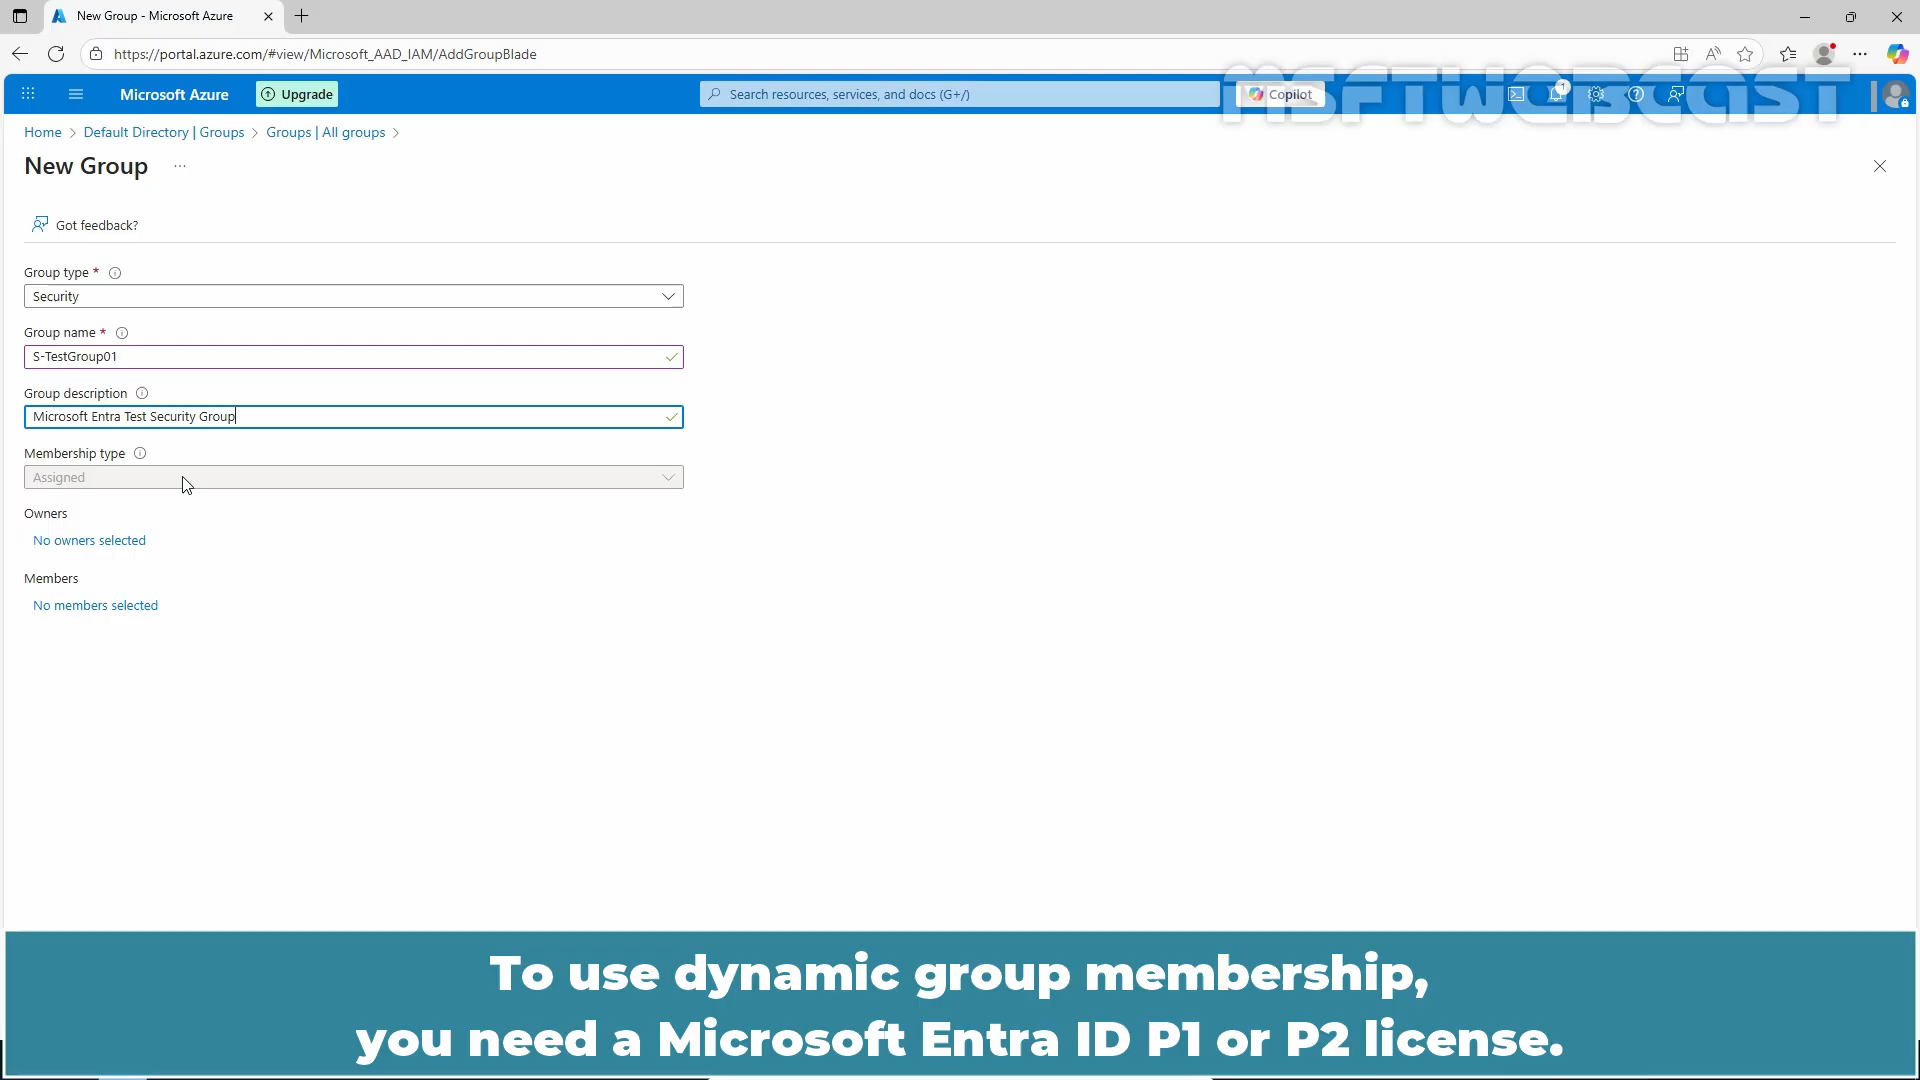 New Group - Microsoft Azure
https://portal.azure.com/#view/Microsoft_AAD_IAM/AddGroupBlade
Microsoft Azure
Upgrade
Search resources, services, and docs (G+/)
Copilot
1
MSFTWEBCAST
Home > Default Directory | Groups > Groups | All groups >
New Group ...
Got feedback?
Group type *
Security
Group name *
S-TestGroup01
Group description
Microsoft Entra Test Security Group
Membership type
Assigned
Owners
No owners selected
Members
No members selected
To use dynamic group membership,
you need a Microsoft Entra ID P1 or P2 license.